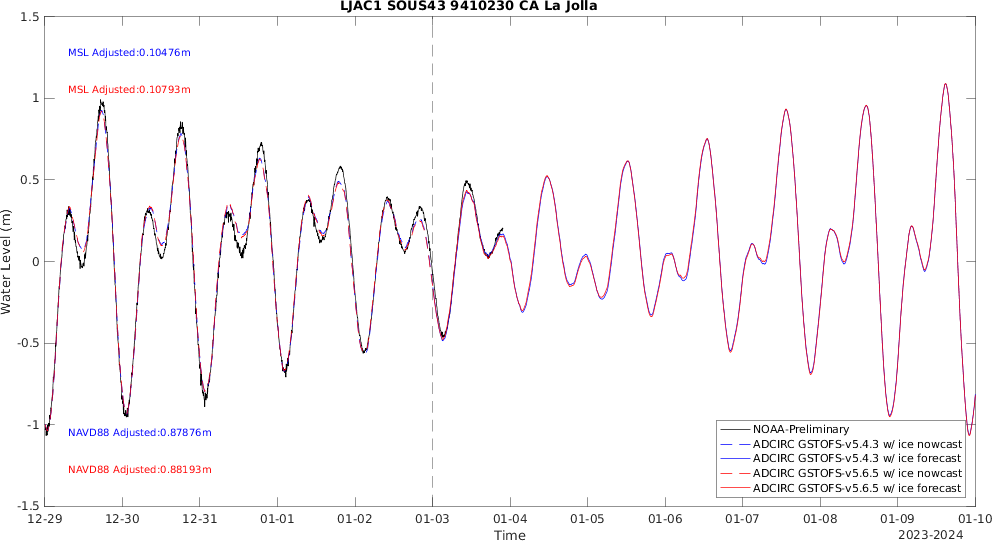 LJAC1 SOUS43 9410230 CA La Jolla
1.5
MSL Adjusted:0.10476m
MSL Adjusted:0.10793m
1
0.5
0
-0.5
-1
-1.5
Water Level (m)
NAVD88 Adjusted:0.87876m
NAVD88 Adjusted:0.88193m
NOAA-Preliminary
ADCIRC GSTOFS-v5.4.3 w/ ice nowcast
ADCIRC GSTOFS-v5.4.3 w/ ice forecast
ADCIRC GSTOFS-v5.6.5 w/ ice nowcast
ADCIRC GSTOFS-v5.6.5 w/ ice forecast
12-29 12-30 12-31 01-01 01-02 01-03 01-04 01-05 01-06 01-07 01-08 01-09 01-10
Time
2023-2024